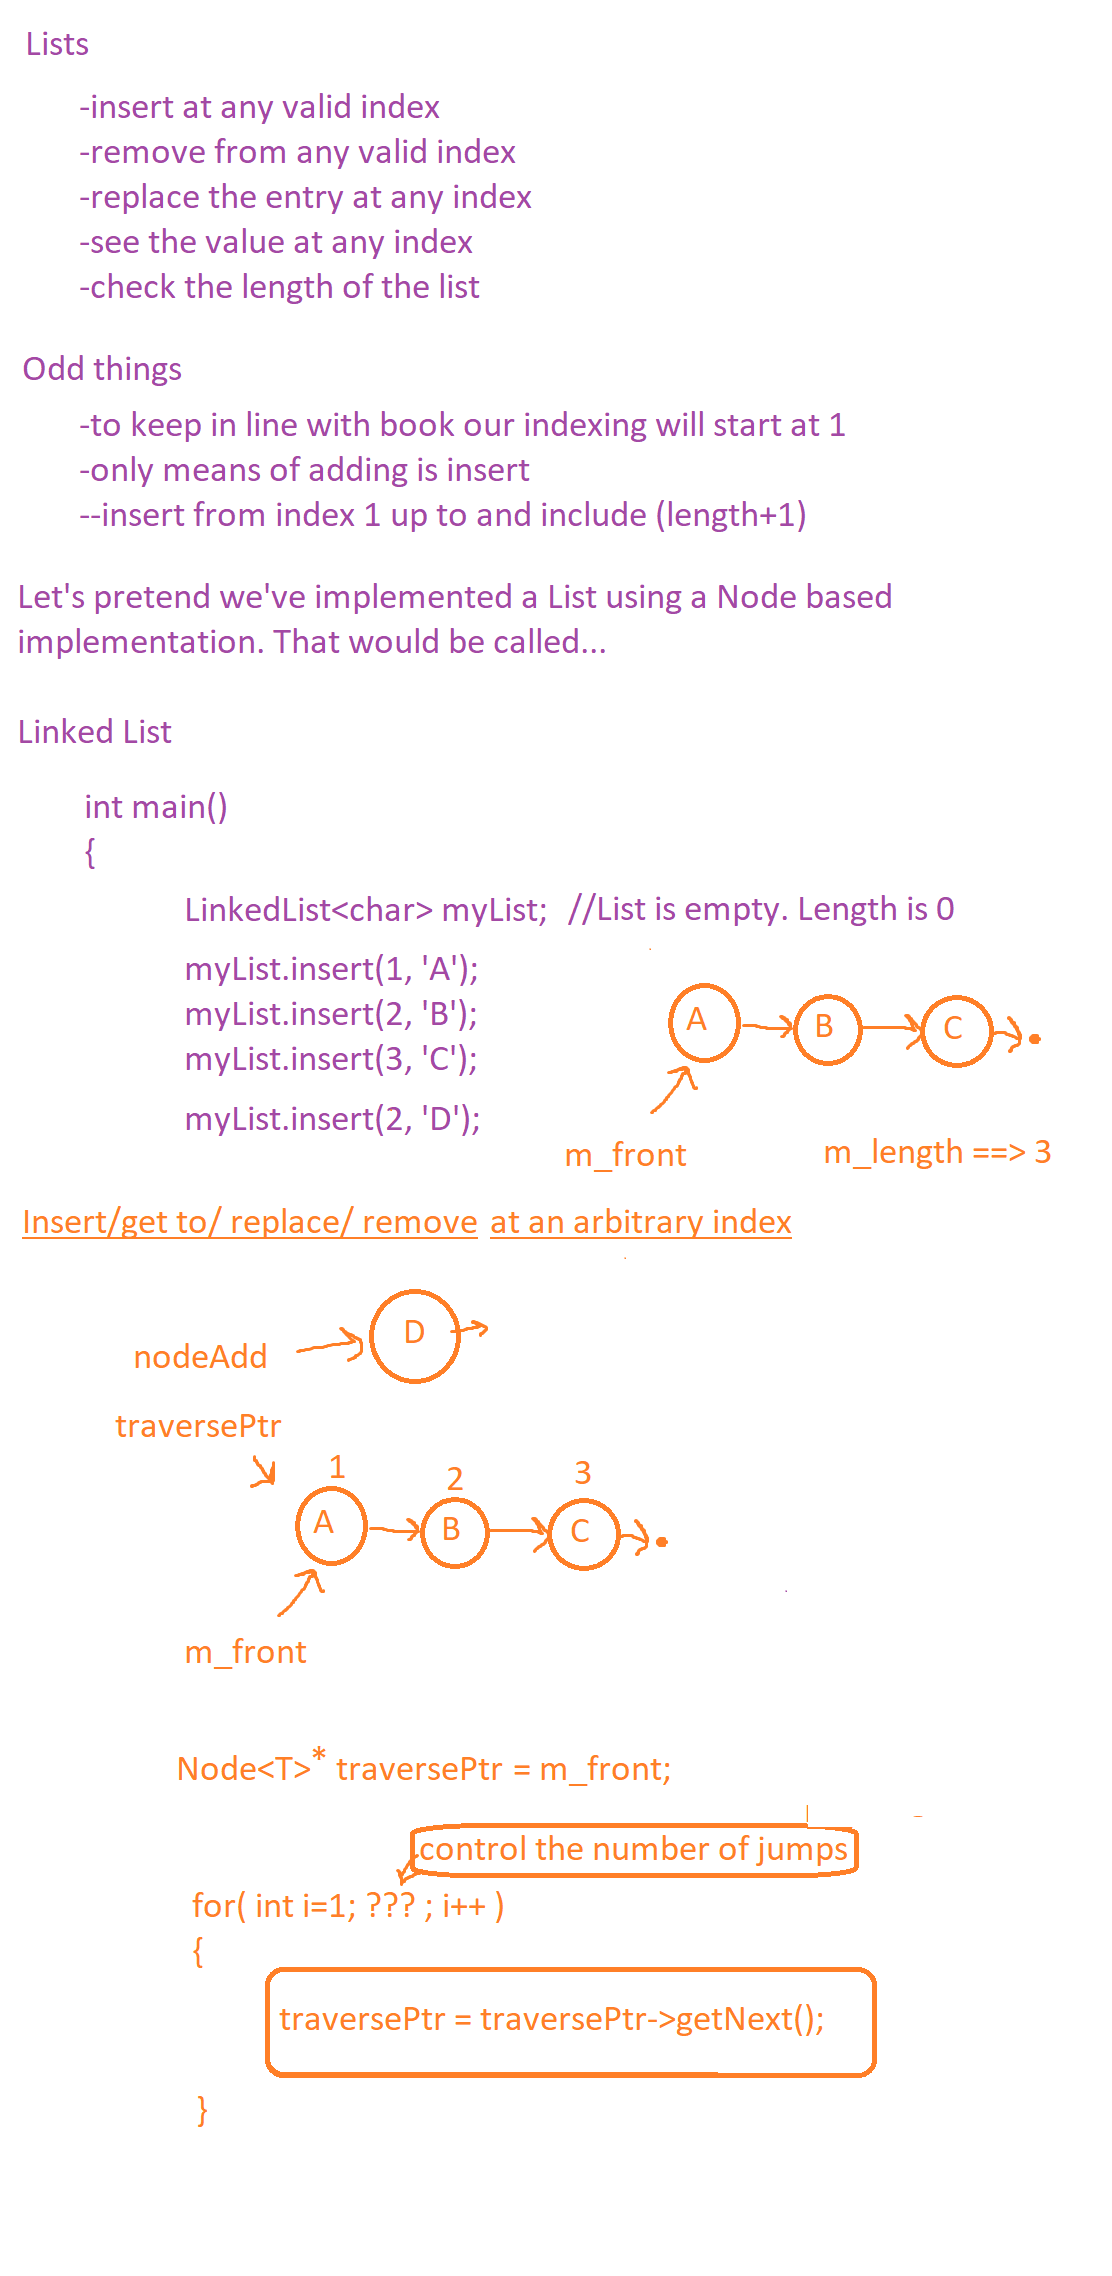 Lists
-insert at any valid index
-remove from any valid index
-replace the entry at any index
-see the value at any index
-check the length of the list
Odd things
-to keep in line with book our indexing will start at 1
-only means of adding is insert
--insert from index 1 up to and include (length+1)
Let's pretend we've implemented a List using a Node based
implementation. That would be called...
Linked List
int main()
{
LinkedList<char> myList; //List is empty. Length is 0
myList.insert(1, 'A');
myList.insert(2, 'B');
myList.insert(3, 'C');
myList.insert(2, 'D');
A B C
m_front m_length ==> 3
Insert/get to/ replace/ remove at an arbitrary index
D
nodeAdd
traversePtr
1 2 3
A B C
m_front
Node<T>* traversePtr = m_front;
control the number of jumps
for( int i=1; ??? ; i++ )
{
traversePtr = traversePtr->getNext();
}